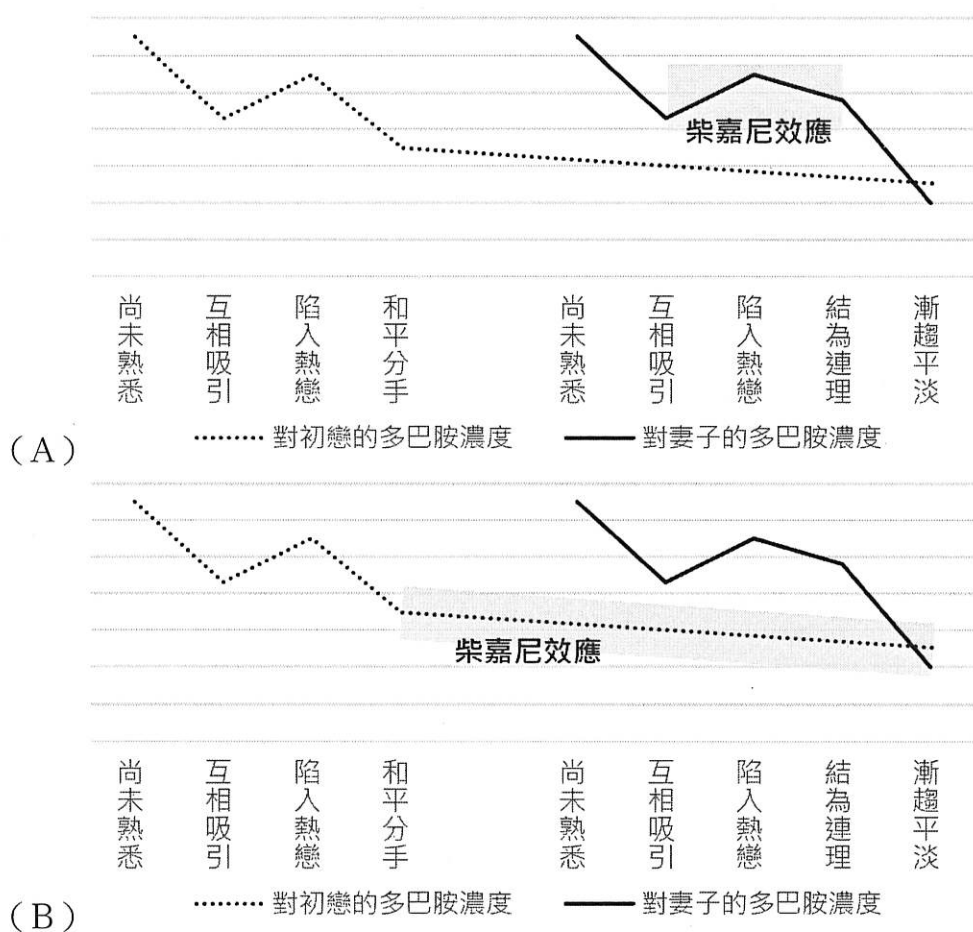 柴嘉尼效應
尚未熟悉
互相吸引
陷入熱戀
和平分手
尚未熟悉
互相吸引
陷入熱戀
結為連理
漸趨平淡
對初戀的多巴胺濃度
對妻子的多巴胺濃度
(A)
柴嘉尼效應
尚未熟悉
互相吸引
陷入熱戀
和平分手
尚未熟悉
互相吸引
陷入熱戀
結為連理
漸趨平淡
對初戀的多巴胺濃度
對妻子的多巴胺濃度
(B)